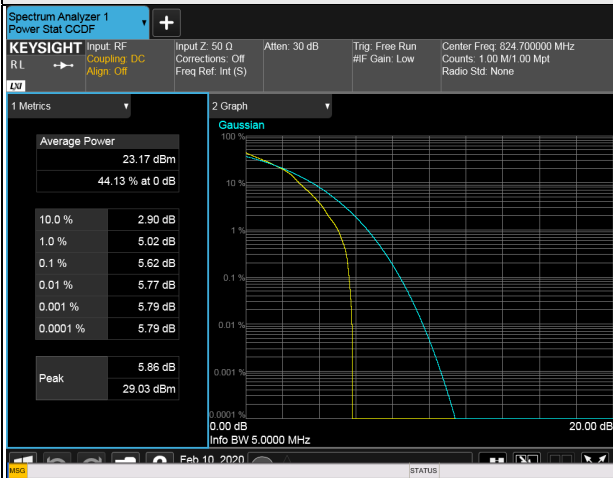 Spectrum Analyzer 1
Power Stat CCDF
KEYSIGHT
RL
LXI
Input: RF
Coupling: DC
Align: Off
Input Z: 50 Ω
Corrections: Off
Freq Ref: Int (S)
Atten: 30 dB
Trig: Free Run
#IF Gain: Low
Center Freq: 824.700000 MHz
Counts: 1.00 M/1.00 Mpt
Radio Std: None
1 Metrics
Average Power
23.17 dBm
44.13 % at 0 dB
10.0 % 2.90 dB
1.0 % 5.02 dB
0.1 % 5.62 dB
0.01 % 5.77 dB
0.001 % 5.79 dB
0.0001 % 5.79 dB
Peak
5.86 dB
29.03 dBm
2 Graph
Gaussian
100 %
10 %
1 %
0.1 %
0.01 %
0.001 %
0.0001 %
0.00 dB 20.00 dB
Info BW 5.0000 MHz
Feb 10, 2020
MSG STATUS